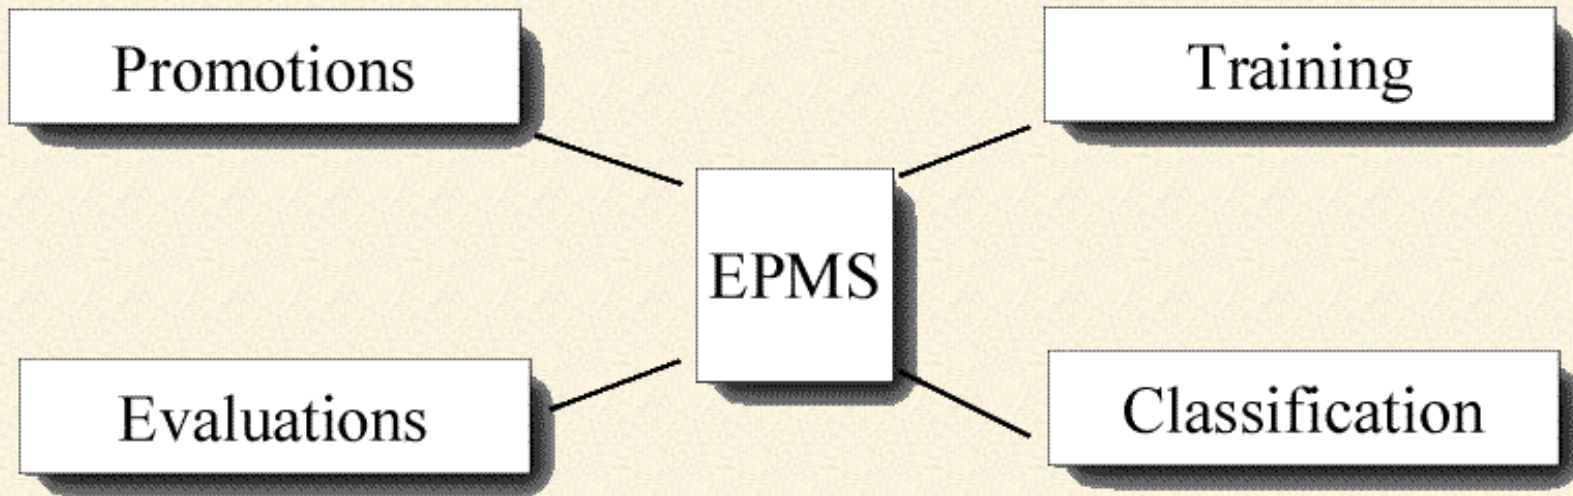 Promotions
Training
EPMS
Evaluations
Classification